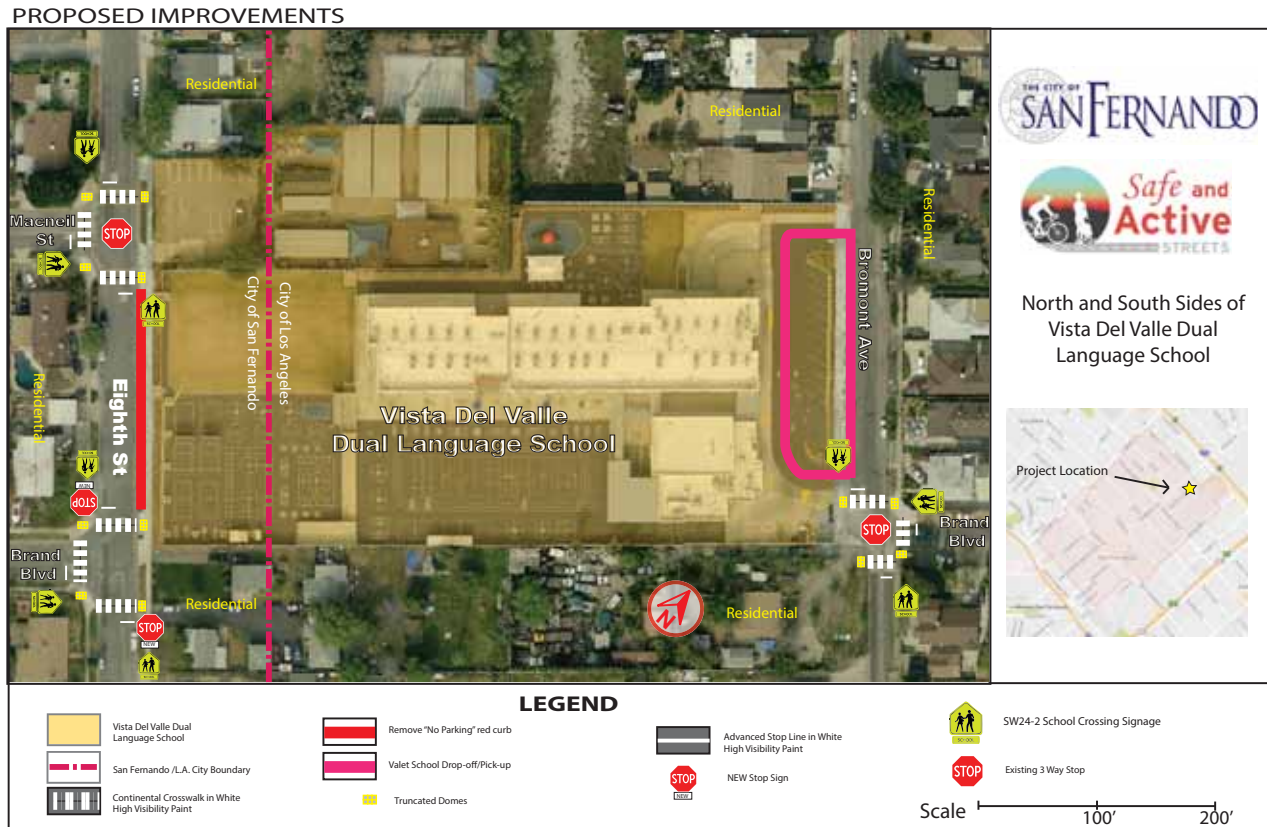 PROPOSED IMPROVEMENTS
Residential
Residential
Residential
Macneil
St
STOP
SCHOOL
City of San Fernando
City of Los Angeles
Bromont Ave
Residential
Eighth St
Vista Del Valle
Dual Language School
SCHOOL
NEW
STOP
Brand
Blvd
STOP
Brand
Blvd
Residential
STOP
NEW
N
Residential
THE CITY OF
SAN FERNANDO
Safe and
Active
STREETS
North and South Sides of
Vista Del Valle Dual
Language School
Project Location
LEGEND
Vista Del Valle Dual
Language School
San Fernando /L.A. City Boundary
Continental Crosswalk in White
High Visibility Paint
Remove "No Parking" red curb
Valet School Drop-off/Pick-up
Truncated Domes
Advanced Stop Line in White
High Visibility Paint
STOP
NEW
NEW Stop Sign
SW24-2 School Crossing Signage
STOP
Existing 3 Way Stop
Scale
100'
200'